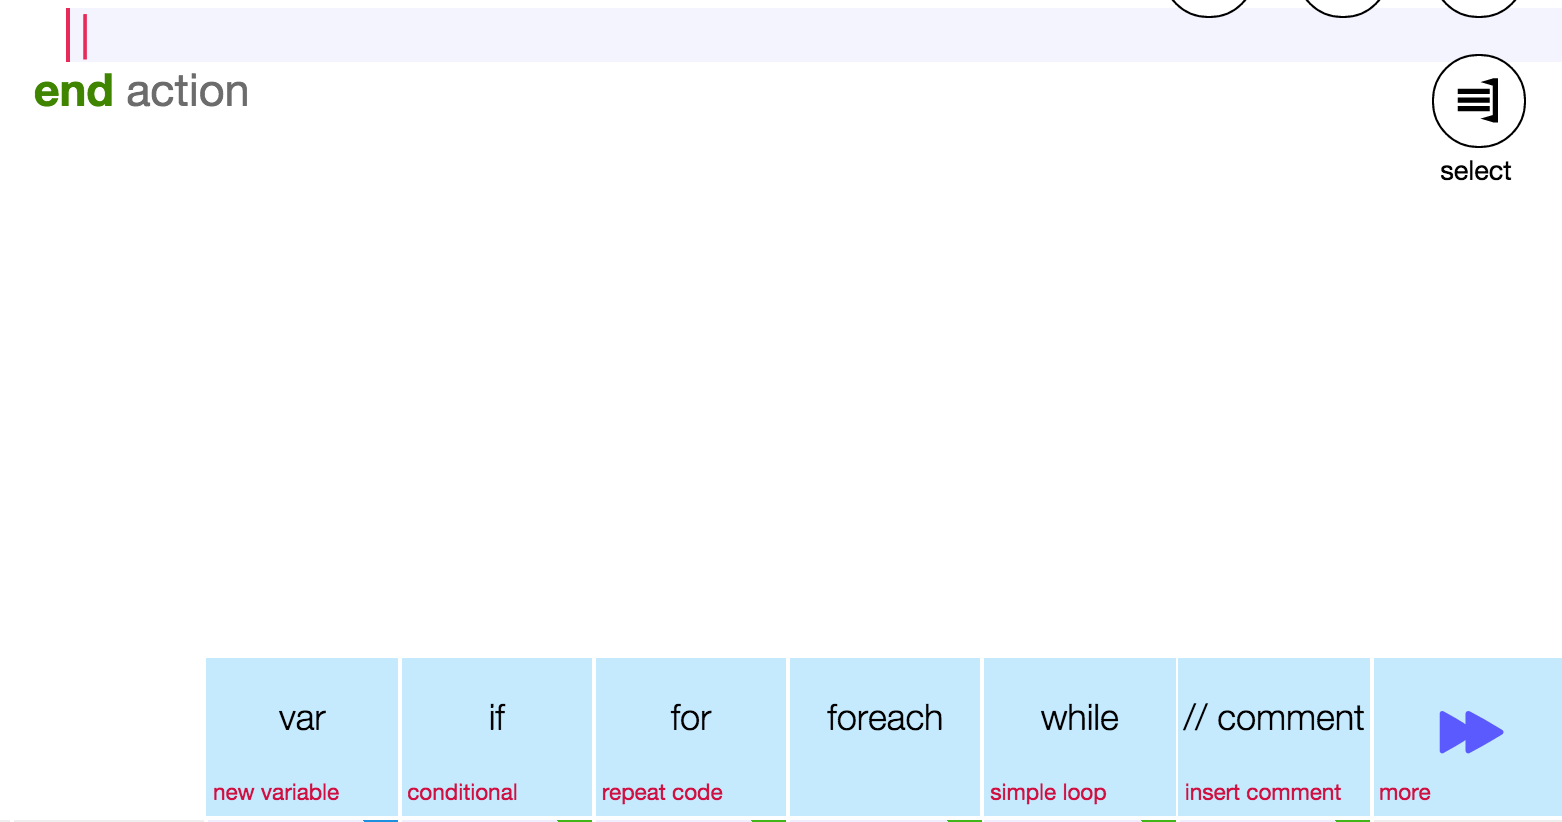 end action
select
var if for foreach while // comment
new variable conditional repeat code simple loop insert comment more